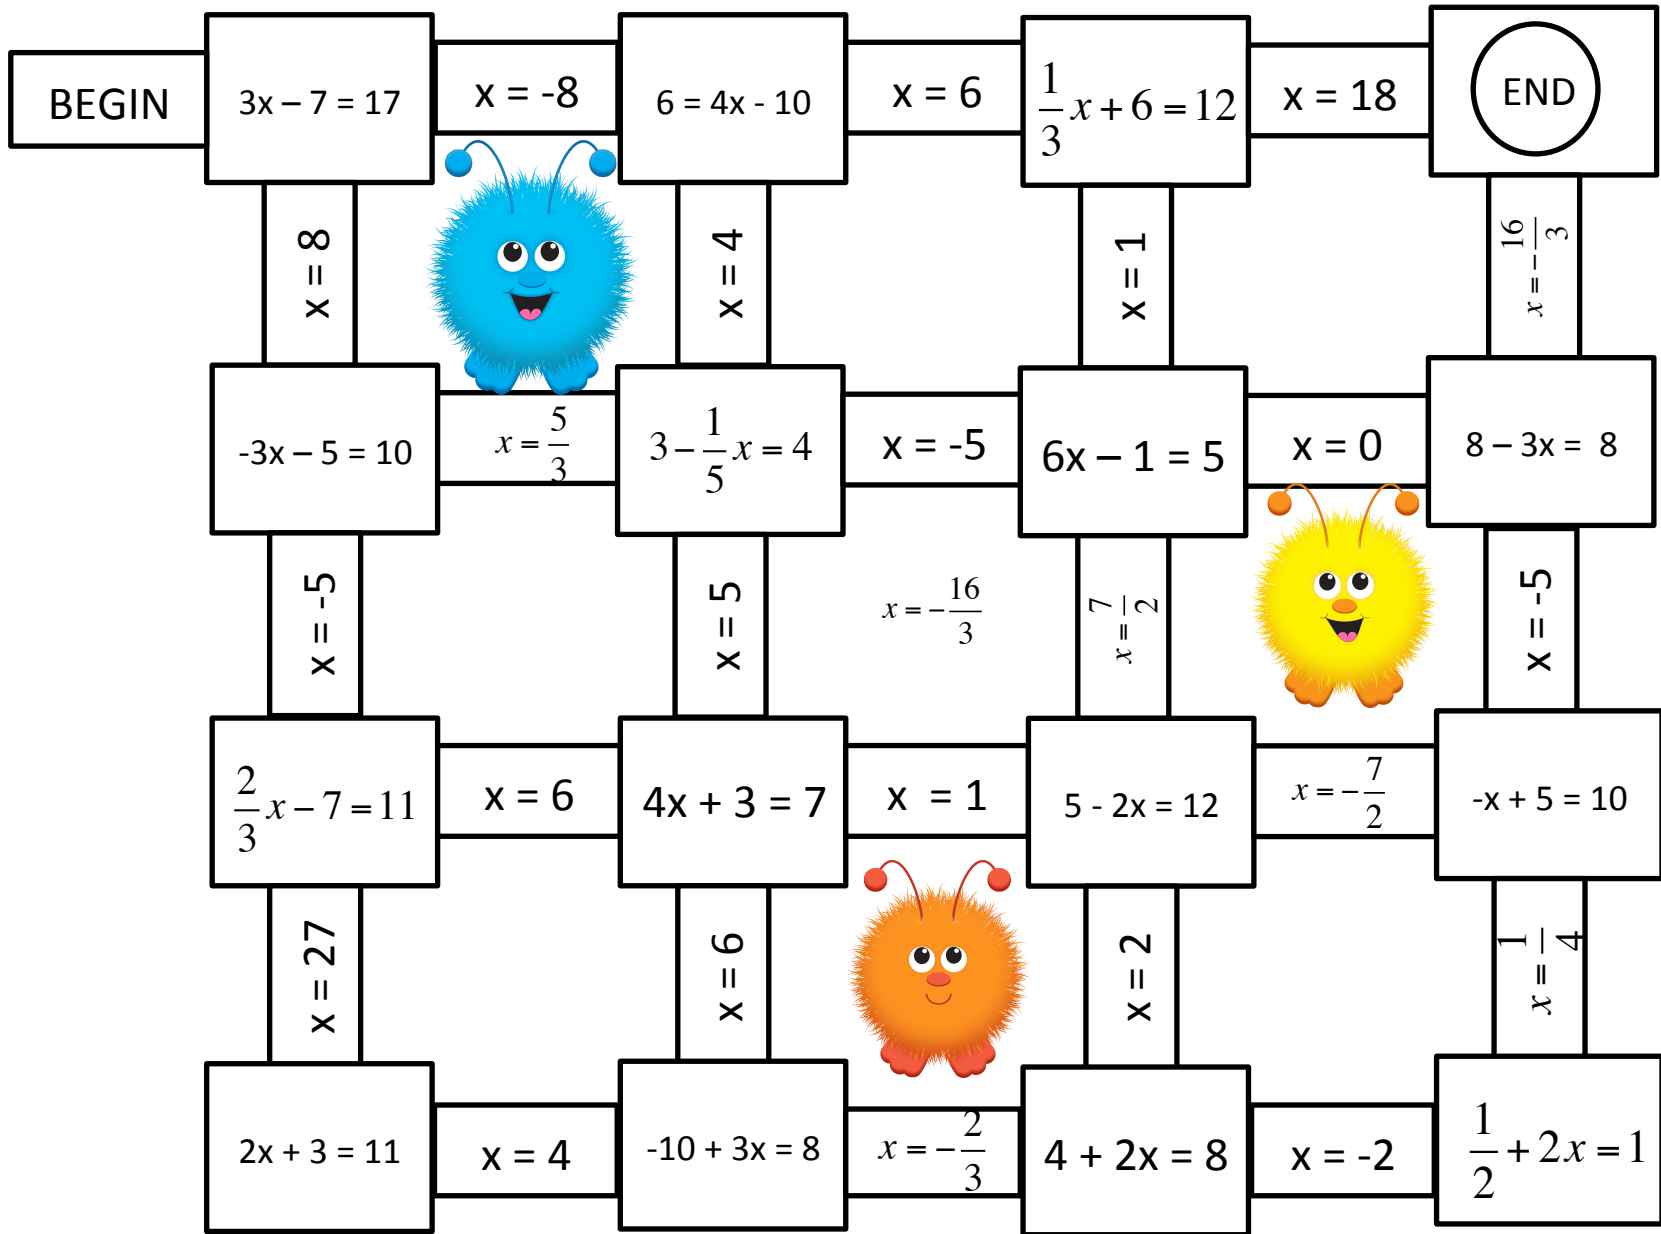 BEGIN
3x – 7 = 17
x = -8
6 = 4x - 10
x = 6
1/3 x + 6 = 12
x = 18
END
x = 8
x = 4
x = 1
x = -16/3
-3x – 5 = 10
x = 5/3
3 - 1/5 x = 4
x = -5
6x – 1 = 5
x = 0
8 – 3x = 8
x = -5
x = 5
x = -16/3
x = 7/2
x = -5
2/3 x - 7 = 11
x = 6
4x + 3 = 7
x = 1
5 - 2x = 12
x = -7/2
-x + 5 = 10
x = 27
x = 6
x = 2
x = 1/4
2x + 3 = 11
x = 4
-10 + 3x = 8
x = -2/3
4 + 2x = 8
x = -2
1/2 + 2x = 1